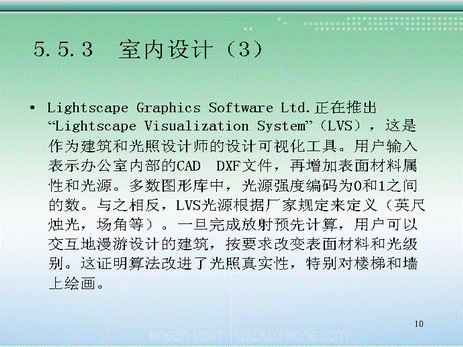 5.5.3 室内设计（3）
• Lightscape Graphics Software Ltd.正在推出
“Lightscape Visualization System”（LVS），这是
作为建筑和光照设计师的设计可视化工具。用户输入
表示办公室内部的CAD DXF文件，再增加表面材料属
性和光源。多数图形库中，光源强度编码为0和1之间
的数。与之相反，LVS光源根据厂家规定来定义（英尺
烛光，场角等）。一旦完成放射预先计算，用户可以
交互地漫游设计的建筑，按要求改变表面材料和光级
别。这证明算法改进了光照真实性，特别对楼梯和墙
上绘画。
10